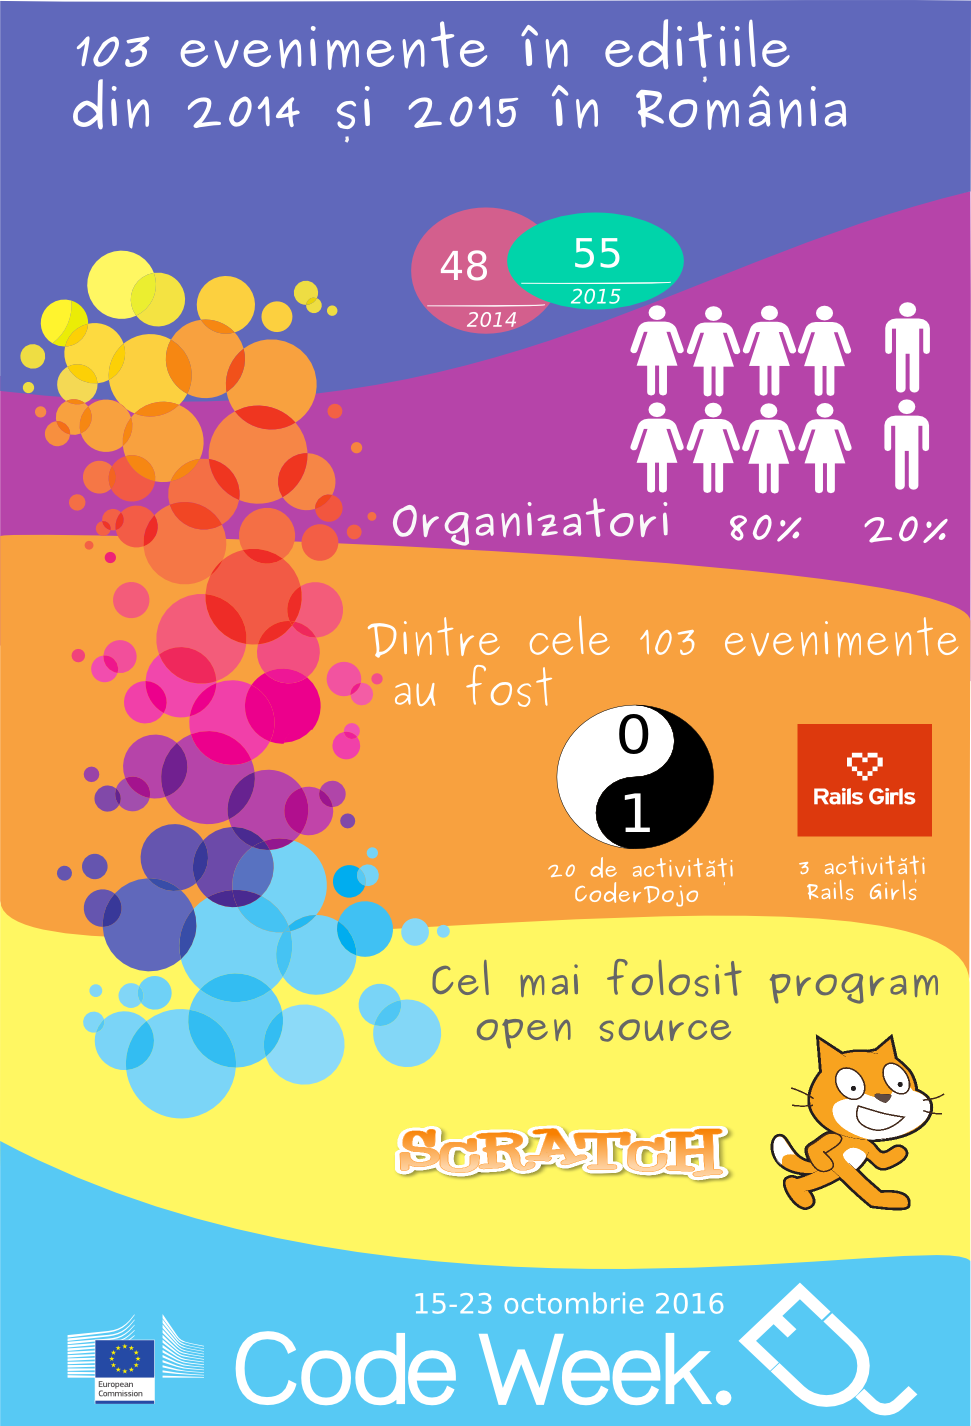 103 evenimente în edițiile
din 2014 și 2015 în România
48
2014
55
2015
Organizatori 80% 20%
Dintre cele 103 evenimente
au fost
0
1
Rails Girls
20 de activități
CoderDojo
3 activități
Rails Girls
Cel mai folosit program
open source
SCRATCH
15-23 octombrie 2016
Code Week.EU
European
Commission